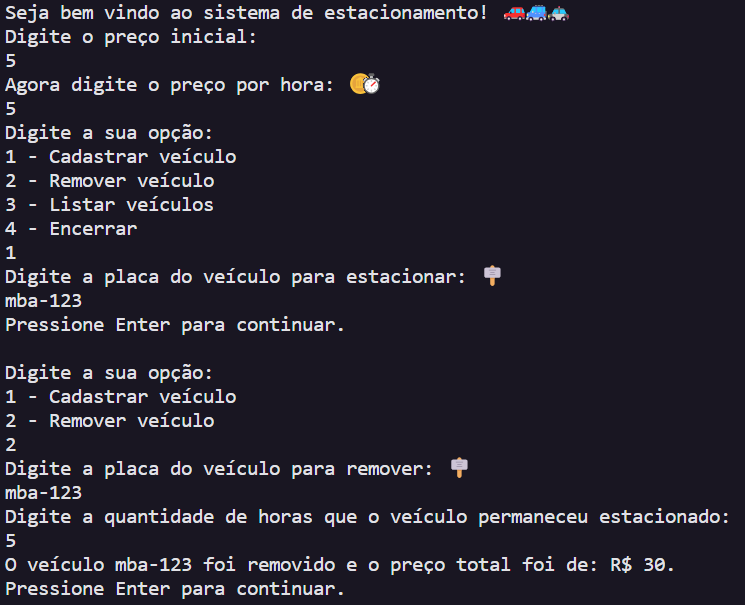 Seja bem vindo ao sistema de estacionamento! 🚗🚙🚓
Digite o preço inicial:
5
Agora digite o preço por hora: 🪙⏱
5
Digite a sua opção:
1 - Cadastrar veículo
2 - Remover veículo
3 - Listar veículos
4 - Encerrar
1
Digite a placa do veículo para estacionar: 🪧
mba-123
Pressione Enter para continuar.

Digite a sua opção:
1 - Cadastrar veículo
2 - Remover veículo
2
Digite a placa do veículo para remover: 🪧
mba-123
Digite a quantidade de horas que o veículo permaneceu estacionado:
5
O veículo mba-123 foi removido e o preço total foi de: R$ 30.
Pressione Enter para continuar.